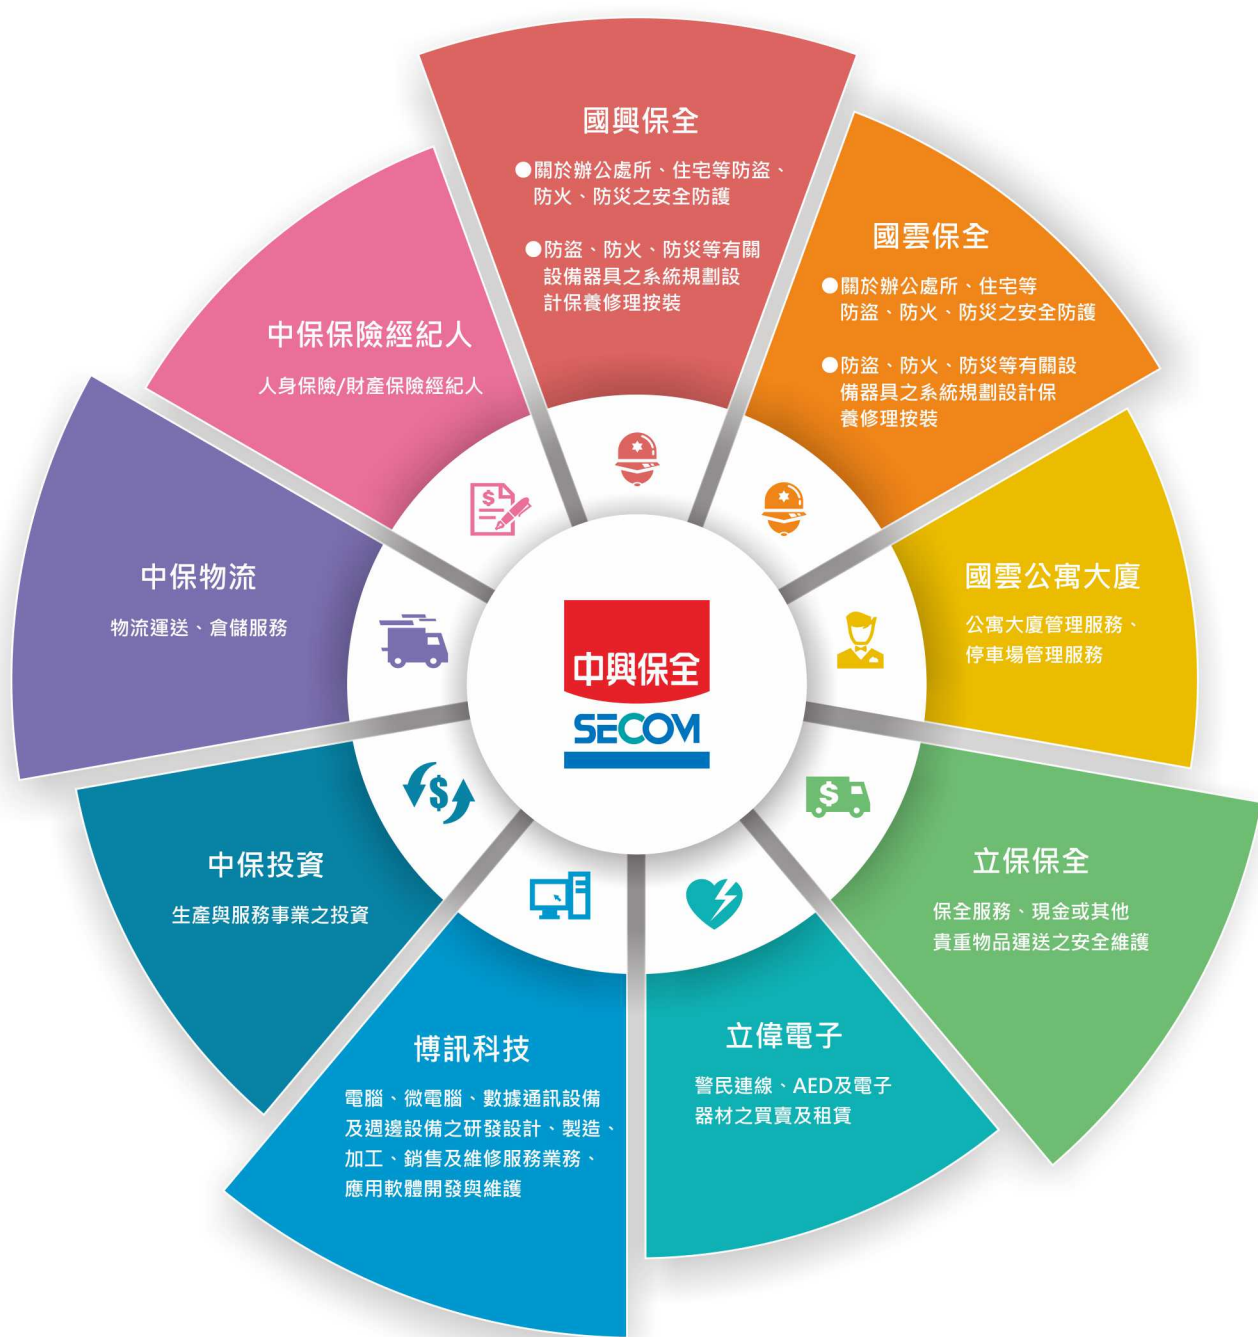 國興保全
●關於辦公處所、住宅等防盜、
防火、防災之安全防護
●防盜、防火、防災等有關
設備器具之系統規劃設
計保養修理按裝
國雲保全
●關於辦公處所、住宅等
防盜、防火、防災之安全防護
●防盜、防火、防災等有關設
備器具之系統規劃設計保
養修理按裝
國雲公寓大廈
公寓大廈管理服務、
停車場管理服務
立保保全
保全服務、現金或其他
貴重物品運送之安全維護
立偉電子
警民連線、AED及電子
器材之買賣及租賃
博訊科技
電腦、微電腦、數據通訊設備
及週邊設備之研發設計、製造、
加工、銷售及維修服務業務、
應用軟體開發與維護
中保投資
生產與服務事業之投資
中保物流
物流運送、倉儲服務
中保保險經紀人
人身保險/財產保險經紀人
中興保全
SECOM
$
$
$